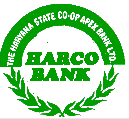 THE HARYANA STATE CO-OP APEX BANK LTD.
HARCO
BANK